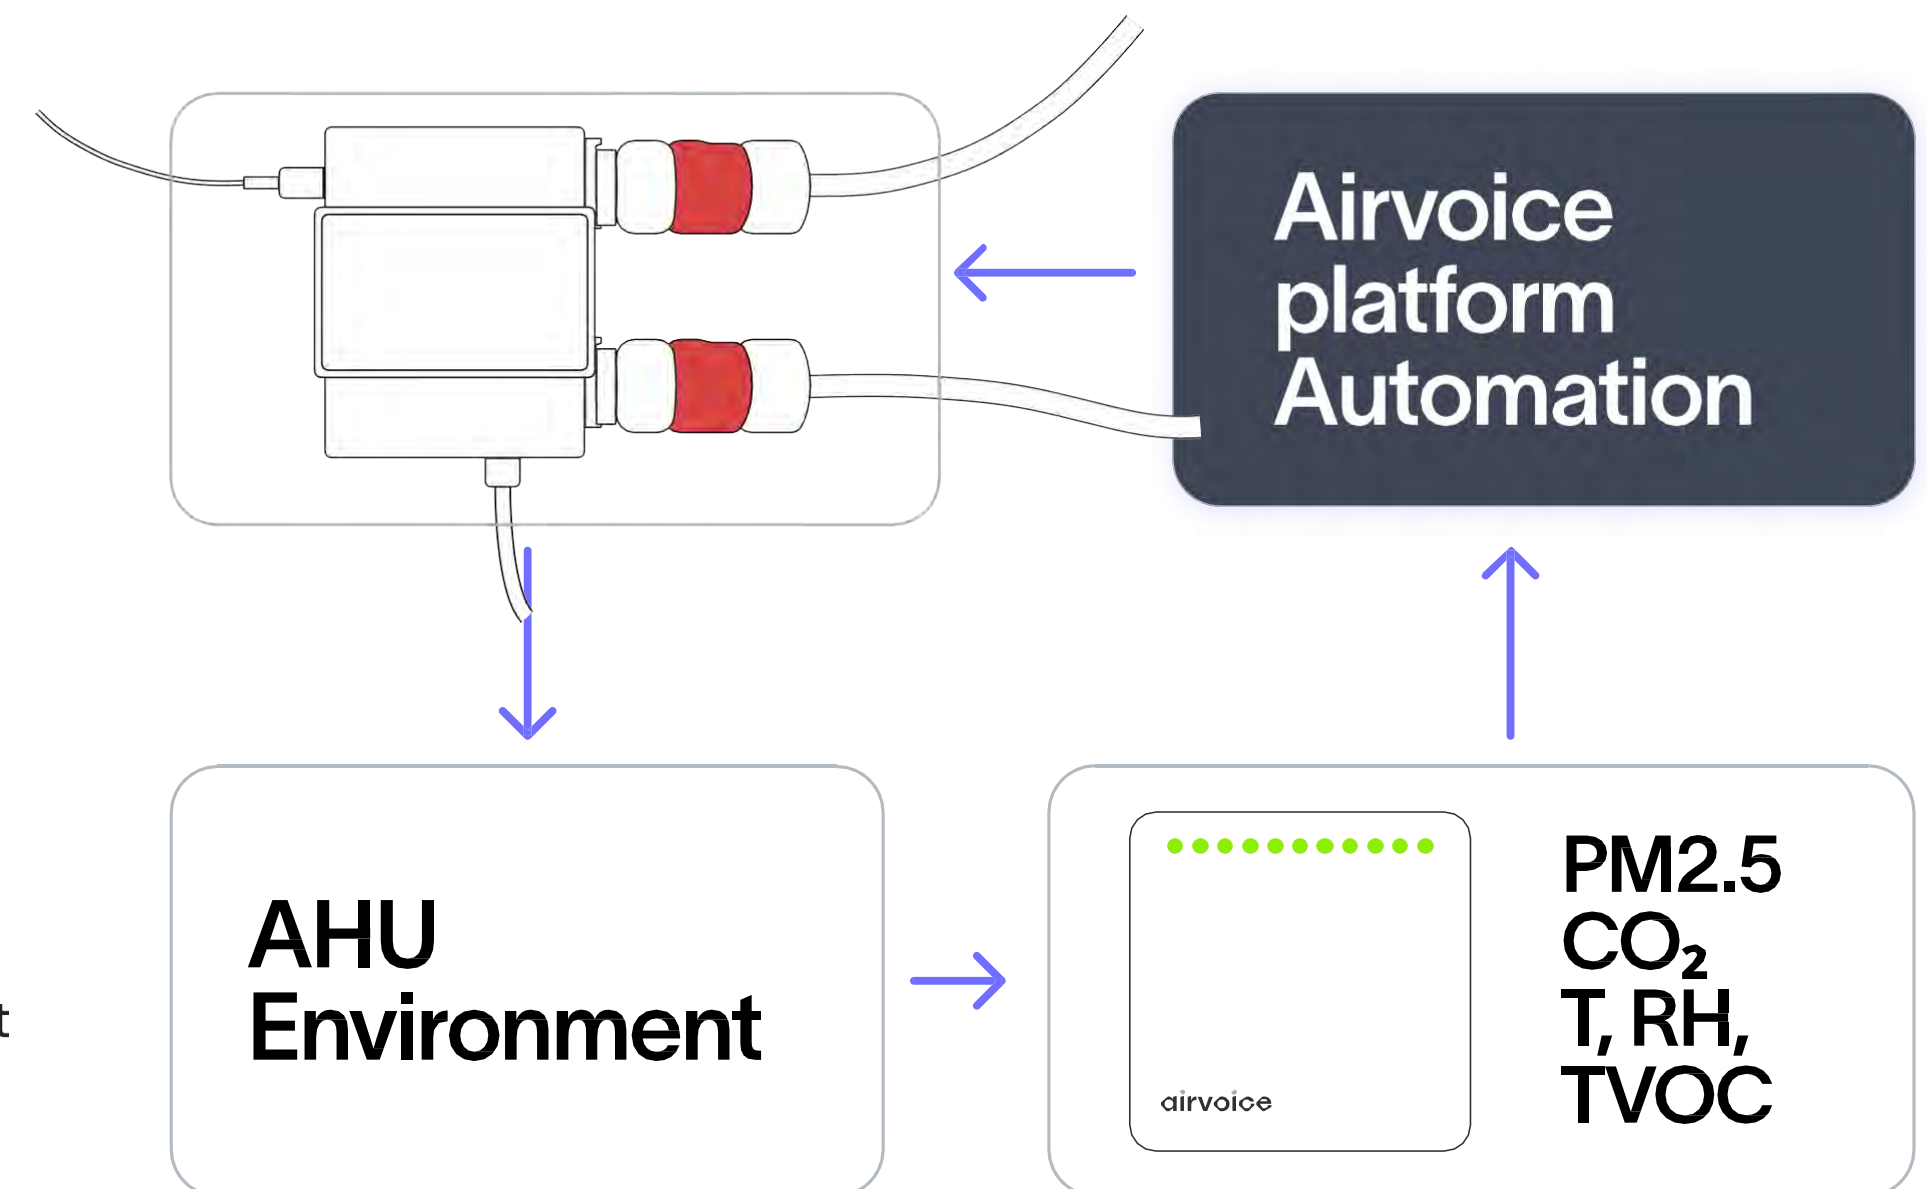 Airvoice
platform
Automation
AHU
Environment
t
airvoice
PM2.5
CO₂
T, RH,
TVOC